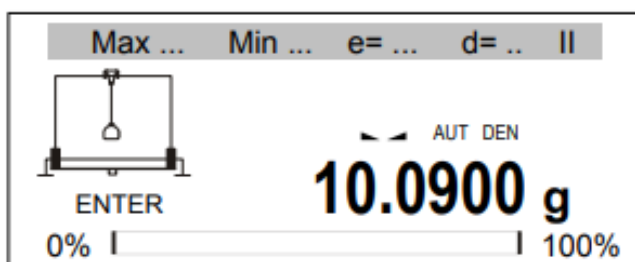 Max ... Min ... e= ... d= .. II
AUT DEN
10.0900 g
ENTER
0% 100%